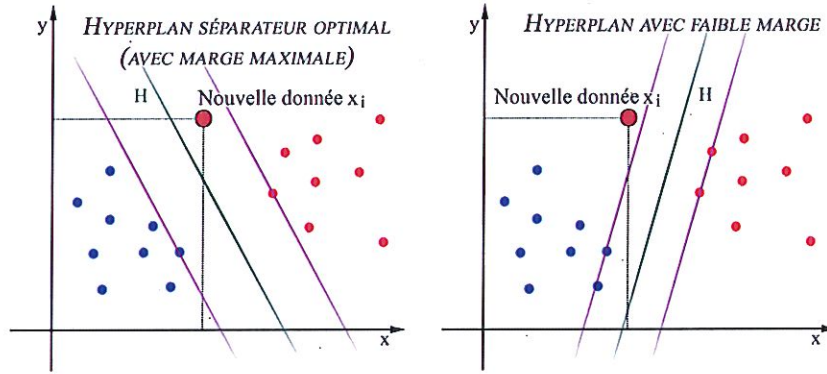 HYPERPLAN SÉPARATEUR OPTIMAL
(AVEC MARGE MAXIMALE)
y
H
Nouvelle donnée xi
x
HYPERPLAN AVEC FAIBLE MARGE
y
Nouvelle donnée xi
H
x